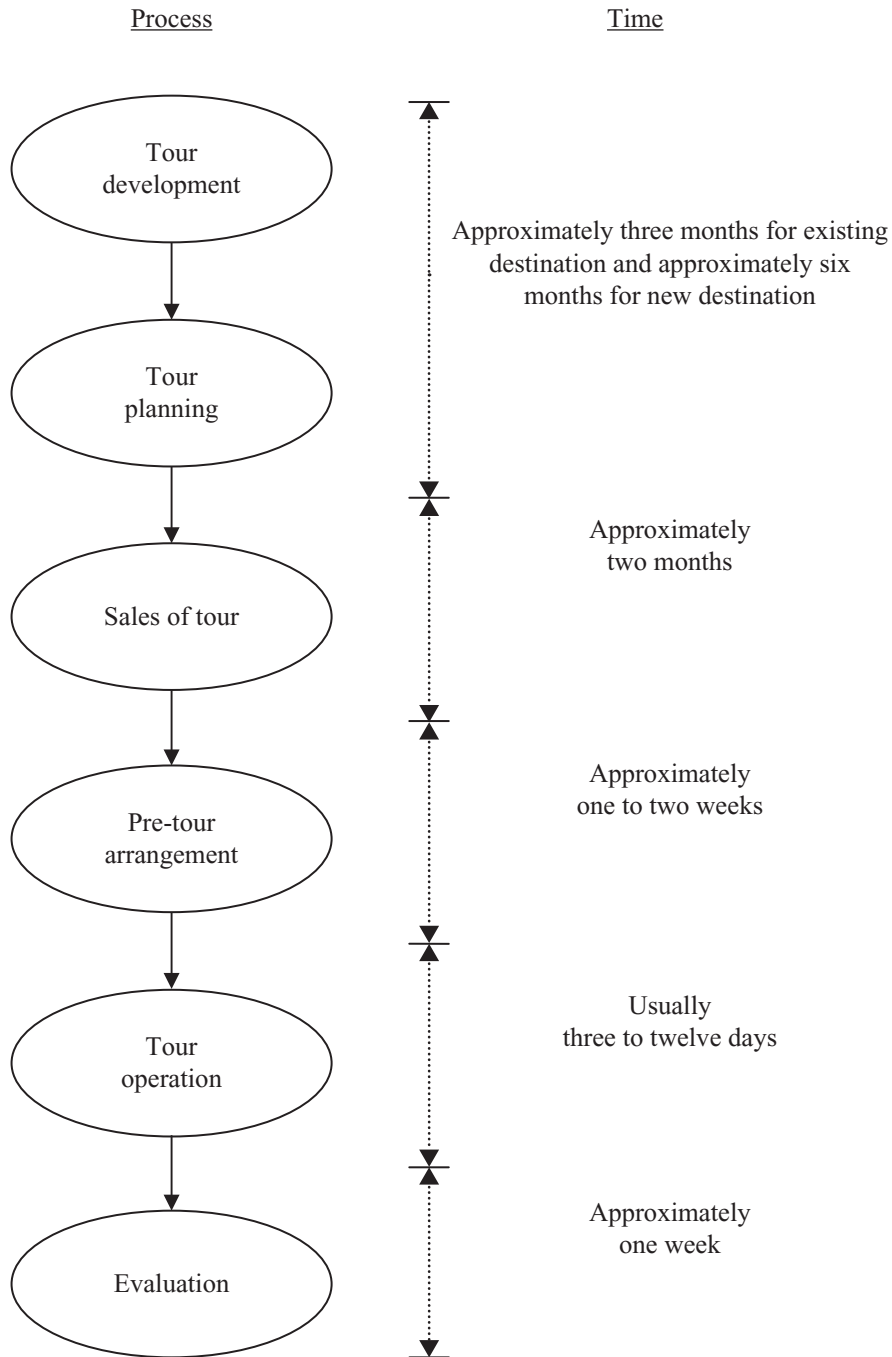 Process
Time
Tour
development
Approximately three months for existing
destination and approximately six
months for new destination
Tour
planning
Approximately
two months
Sales of tour
Approximately
one to two weeks
Pre-tour
arrangement
Usually
three to twelve days
Tour
operation
Approximately
one week
Evaluation